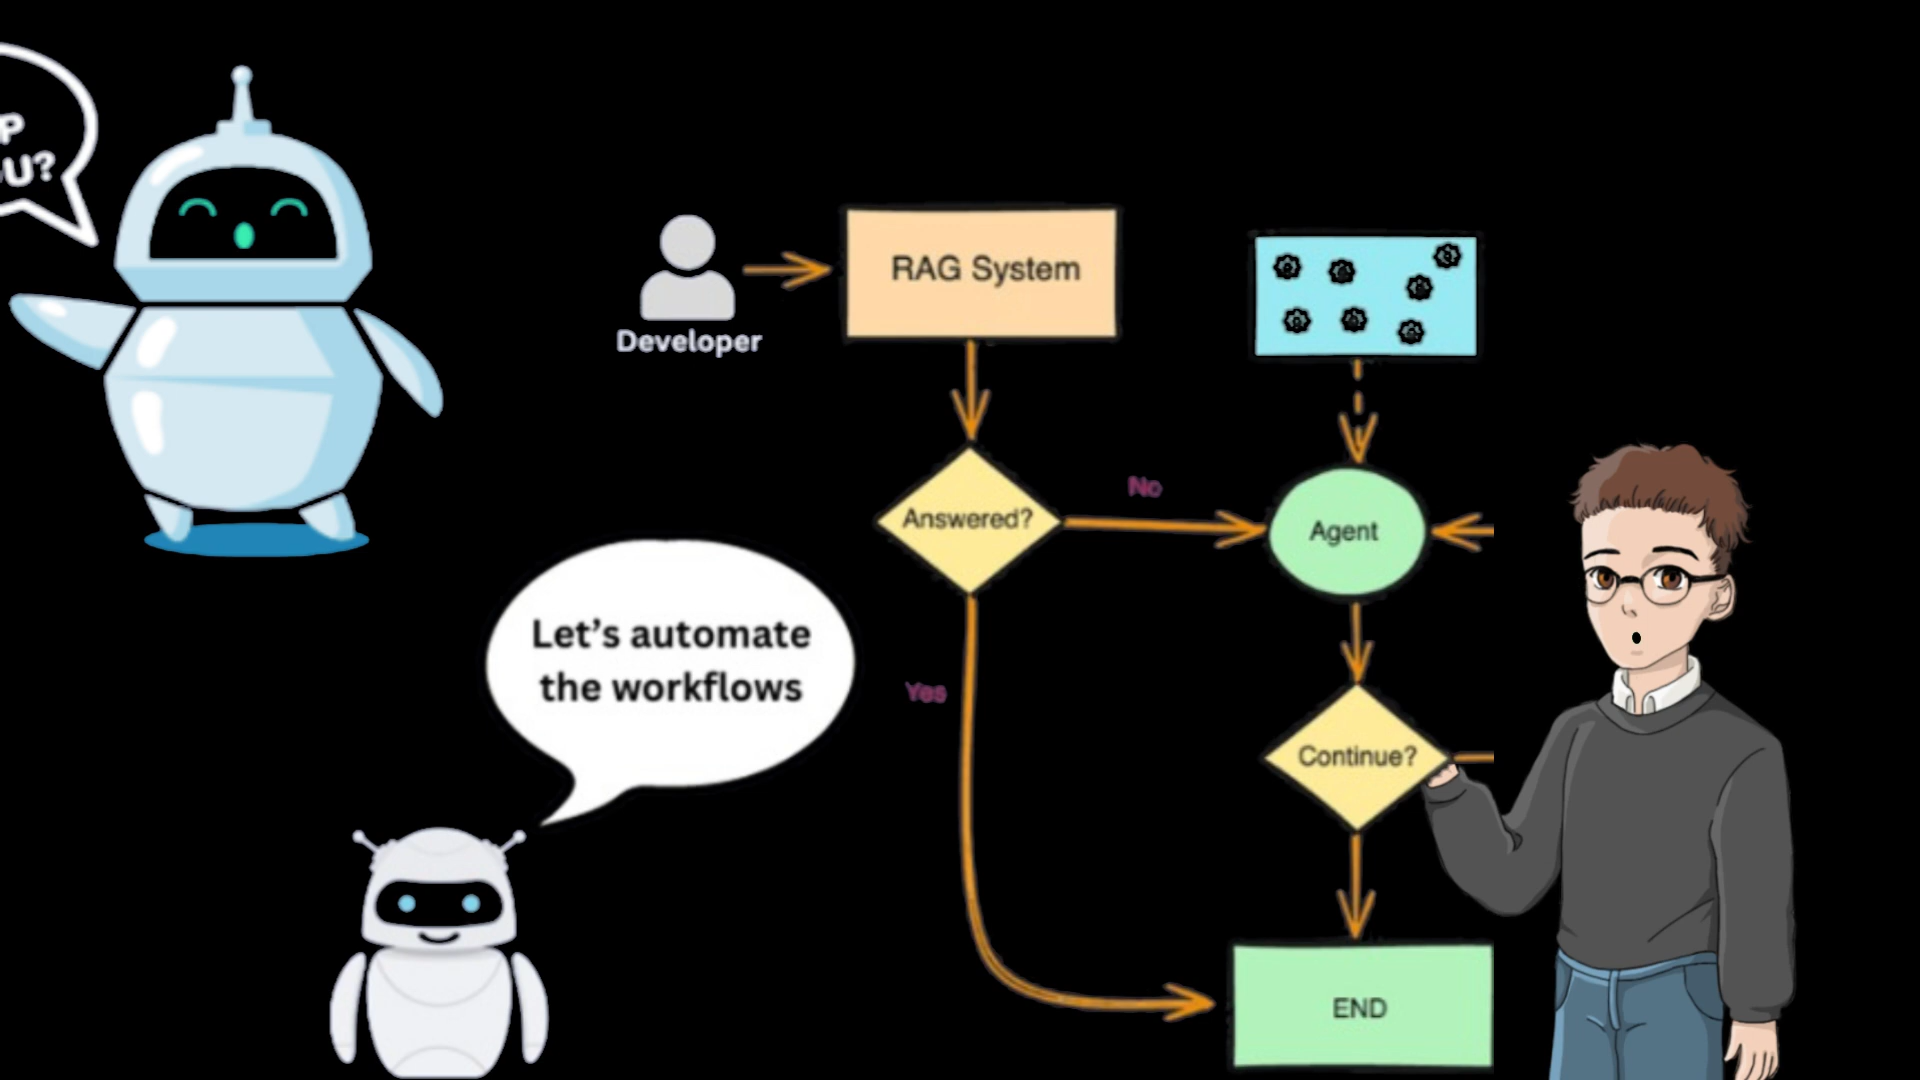 P
U?
RAG System
Developer
Answered?
No
Agent
Let's automate
the workflows
Yes
Continue?
END